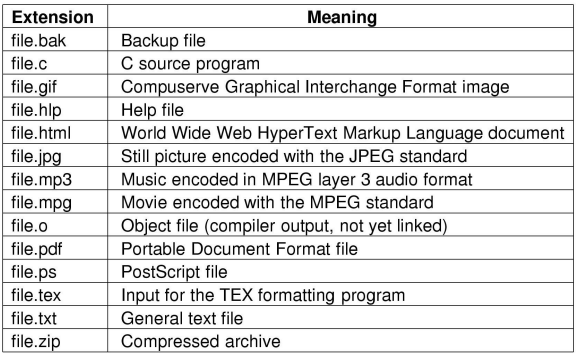 Extension Meaning
file.bak Backup file
file.c C source program
file.gif Compuserve Graphical Interchange Format image
file.hlp Help file
file.html World Wide Web HyperText Markup Language document
file.jpg Still picture encoded with the JPEG standard
file.mp3 Music encoded in MPEG layer 3 audio format
file.mpg Movie encoded with the MPEG standard
file.o Object file (compiler output, not yet linked)
file.pdf Portable Document Format file
file.ps PostScript file
file.tex Input for the TEX formatting program
file.txt General text file
file.zip Compressed archive